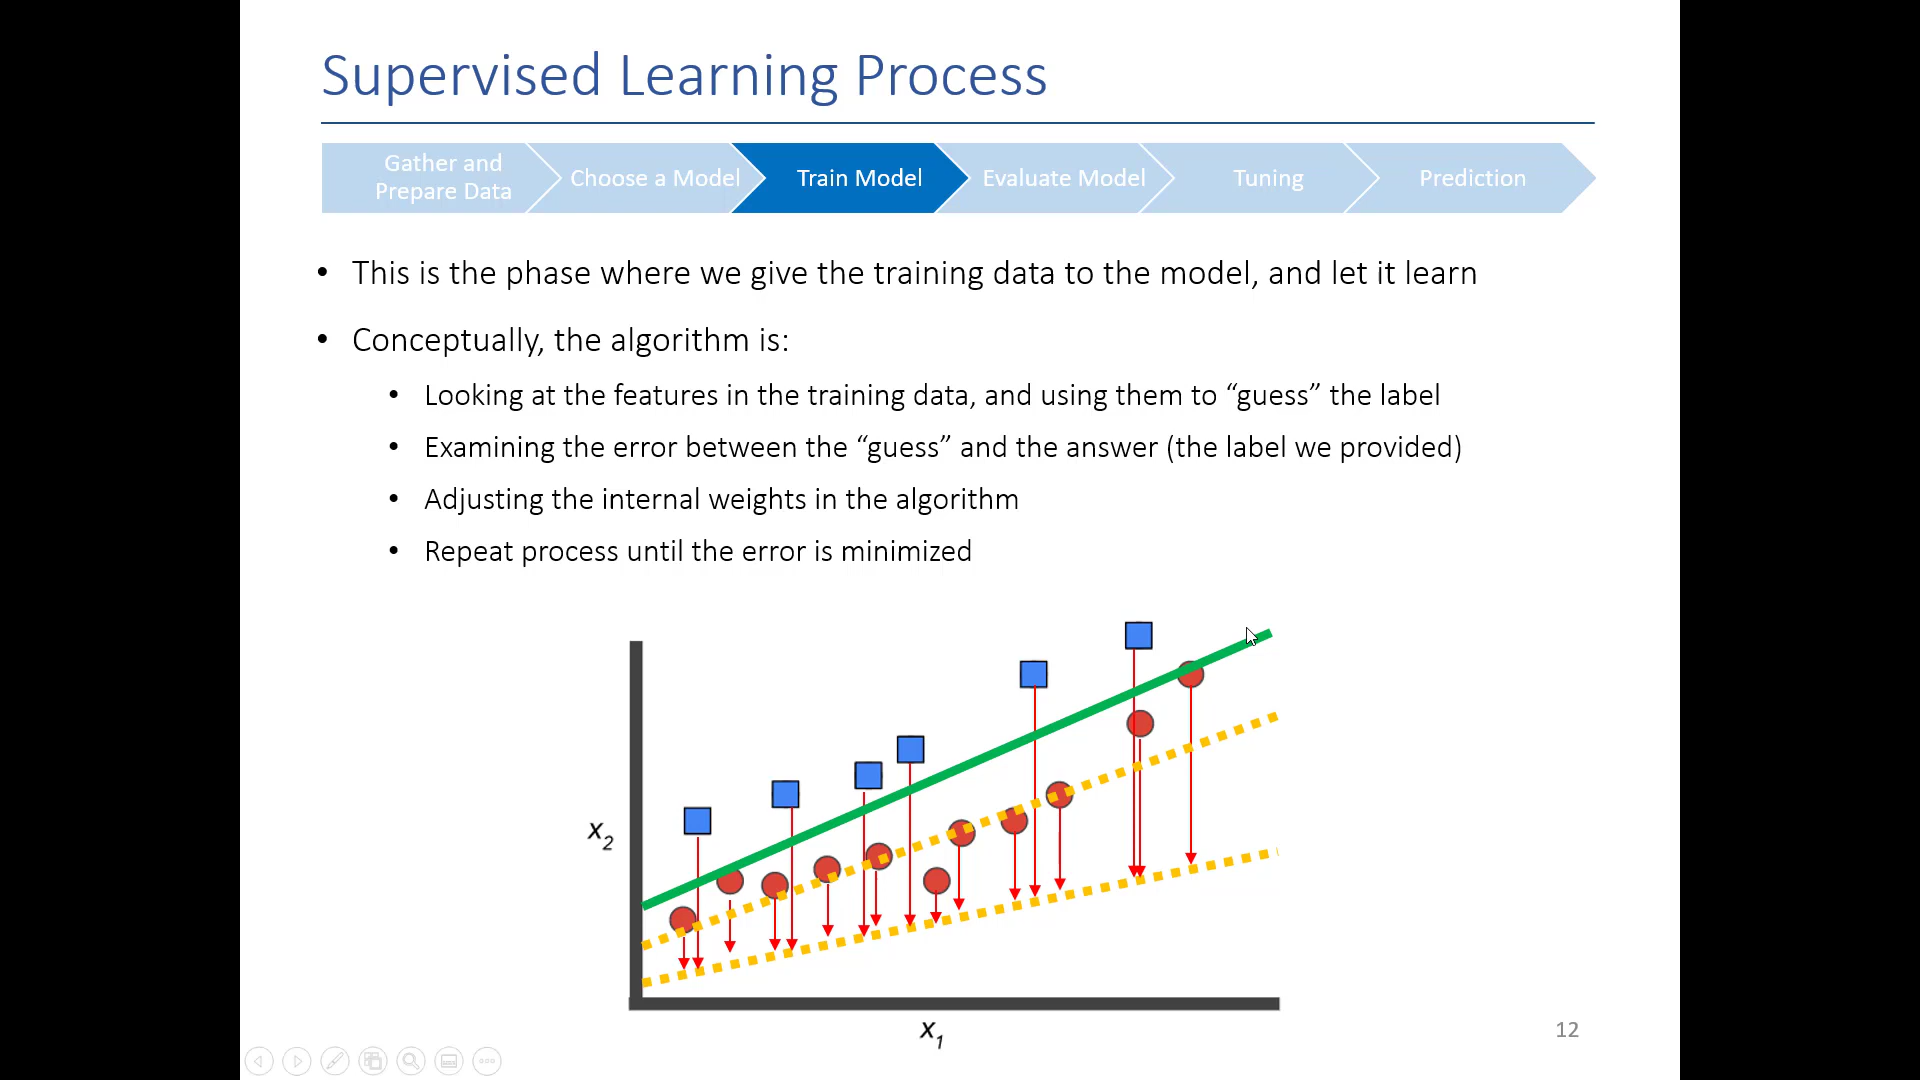 Supervised Learning Process
Gather and
Prepare Data
Choose a Model
Train Model
Evaluate Model
Tuning
Prediction
• This is the phase where we give the training data to the model, and let it learn
• Conceptually, the algorithm is:
• Looking at the features in the training data, and using them to “guess” the label
• Examining the error between the “guess” and the answer (the label we provided)
• Adjusting the internal weights in the algorithm
• Repeat process until the error is minimized
x2
x1
12